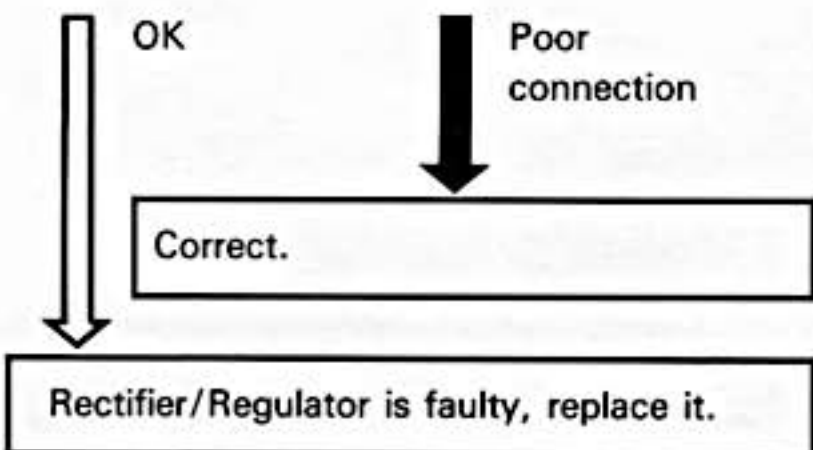 OK
Poor
connection
Correct.
Rectifier/Regulator is faulty, replace it.